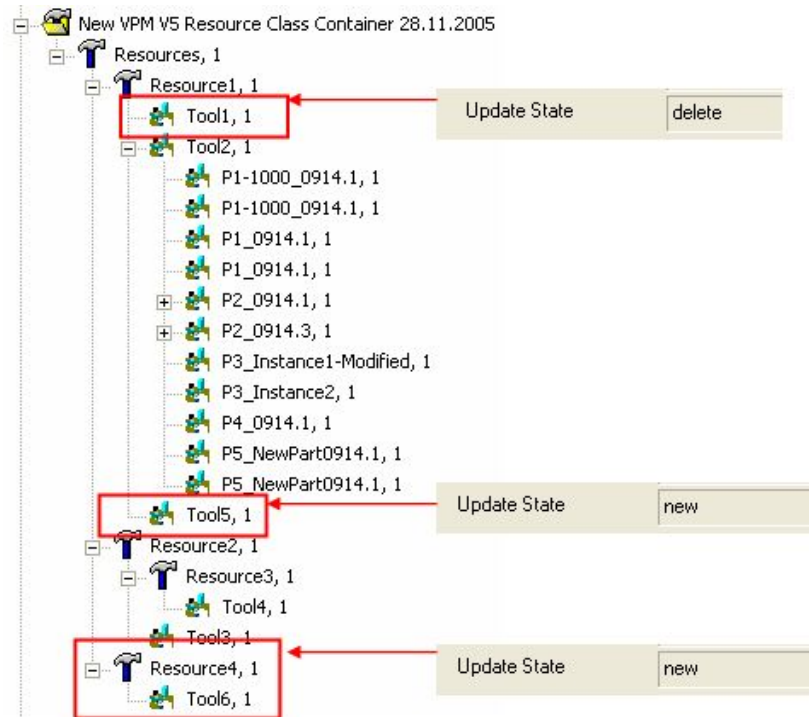 New VPM V5 Resource Class Container 28.11.2005
Resources, 1
Resource1, 1
Tool1, 1
Update State delete
Tool2, 1
P1-1000_0914.1, 1
P1-1000_0914.1, 1
P1_0914.1, 1
P1_0914.1, 1
P2_0914.1, 1
P2_0914.3, 1
P3_Instance1-Modified, 1
P3_Instance2, 1
P4_0914.1, 1
P5_NewPart0914.1, 1
P5_NewPart0914.1, 1
Tool5, 1
Update State new
Resource2, 1
Resource3, 1
Tool4, 1
Tool3, 1
Resource4, 1
Update State new
Tool6, 1